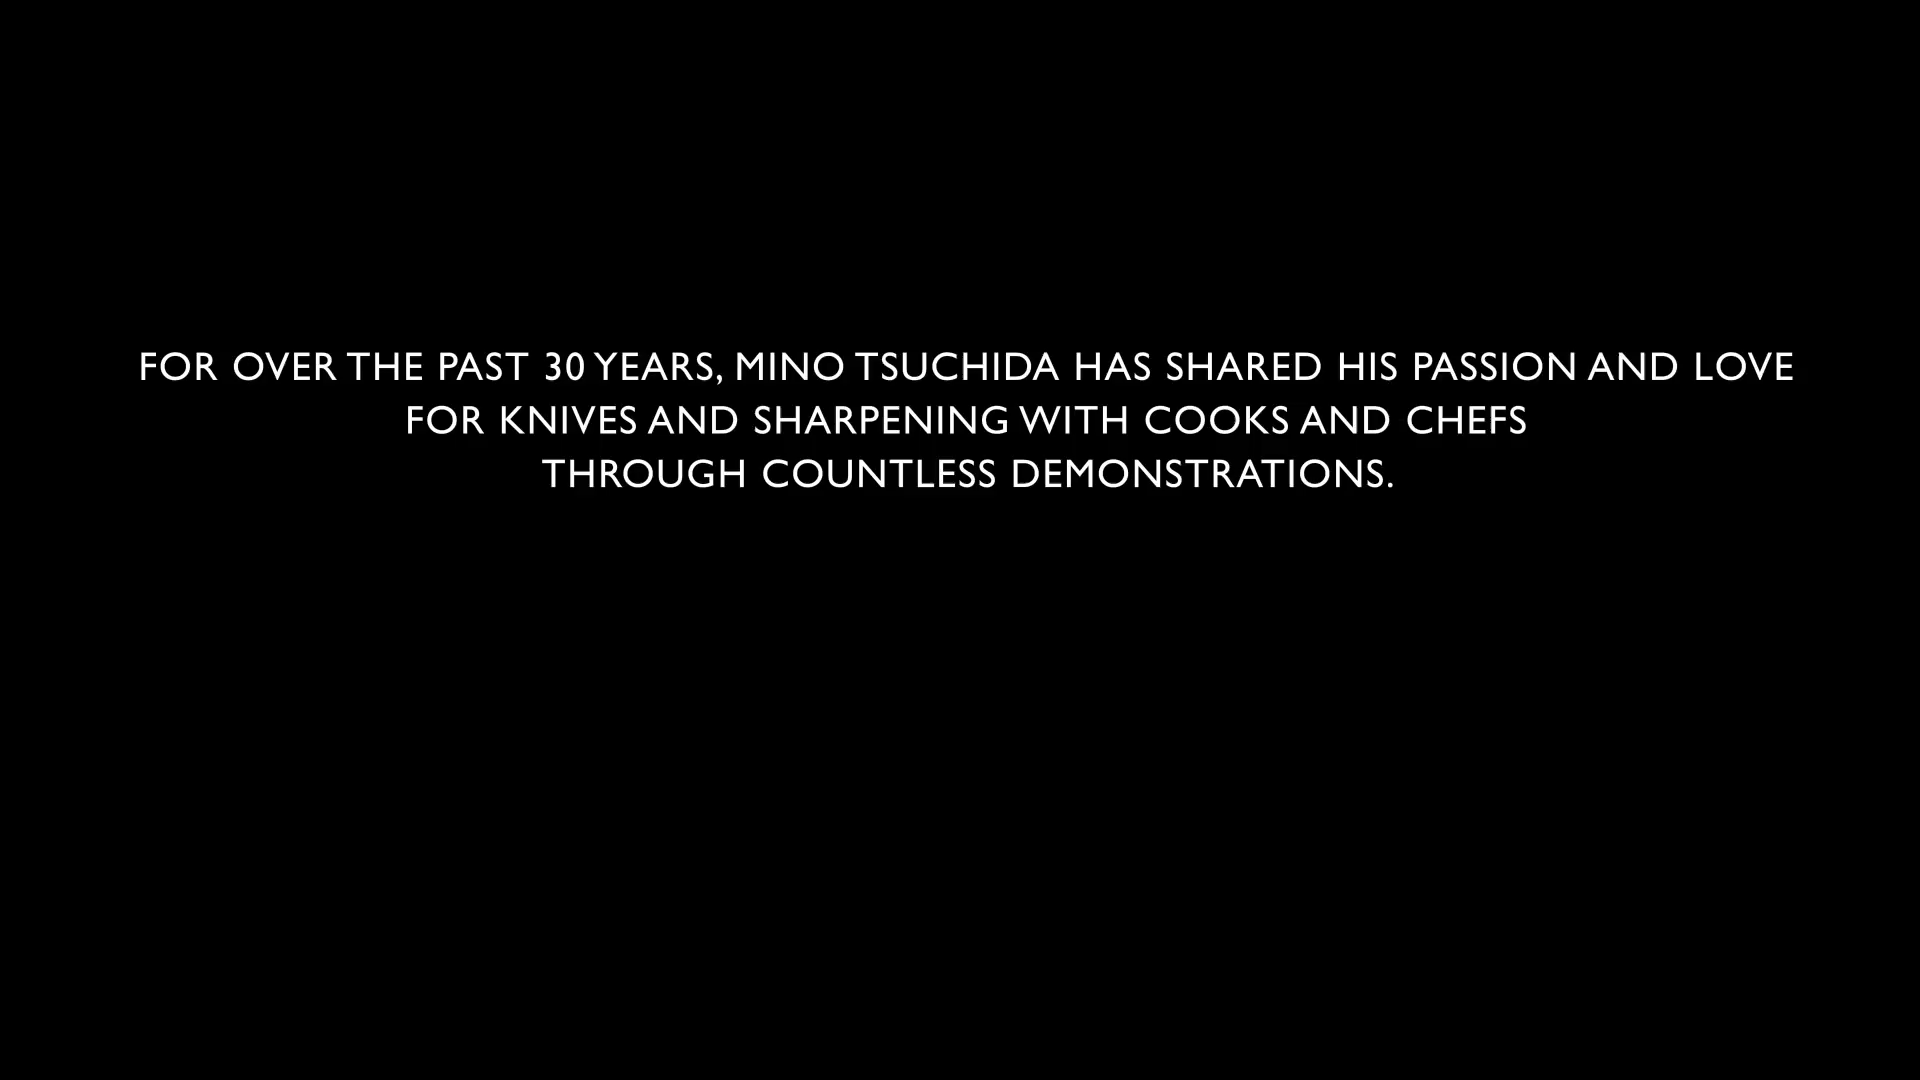 FOR OVER THE PAST 30 YEARS, MINO TSUCHIDA HAS SHARED HIS PASSION AND LOVE
FOR KNIVES AND SHARPENING WITH COOKS AND CHEFS
THROUGH COUNTLESS DEMONSTRATIONS.